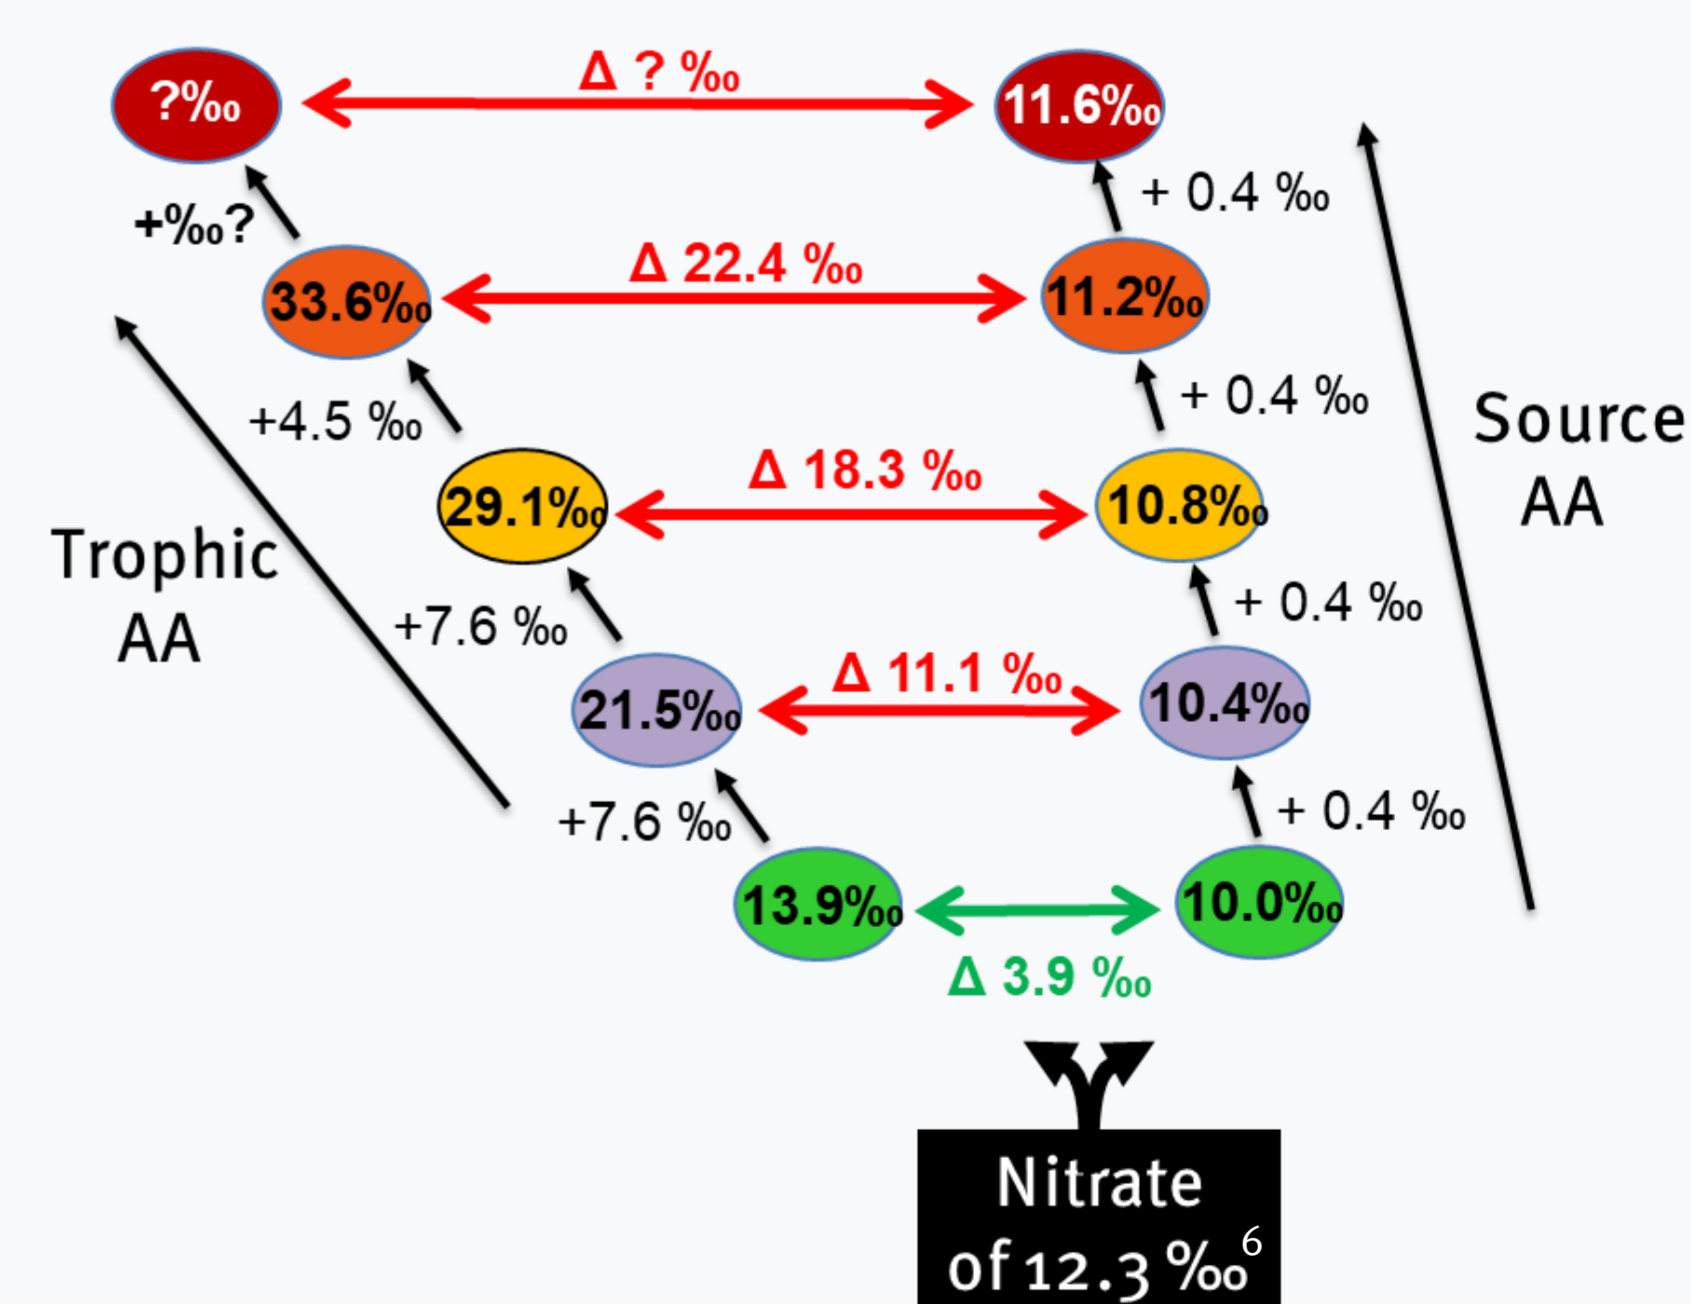 Δ ? ‰
?‰
11.6‰
+ 0.4 ‰
+‰?
Δ 22.4 ‰
33.6‰
11.2‰
+ 0.4 ‰
+4.5 ‰
Δ 18.3 ‰
29.1‰
10.8‰
Source
AA
Trophic
AA
+7.6 ‰
+ 0.4 ‰
Δ 11.1 ‰
21.5‰
10.4‰
+7.6 ‰
+ 0.4 ‰
13.9‰
10.0‰
Δ 3.9 ‰
Nitrate
of 12.3 ‰6